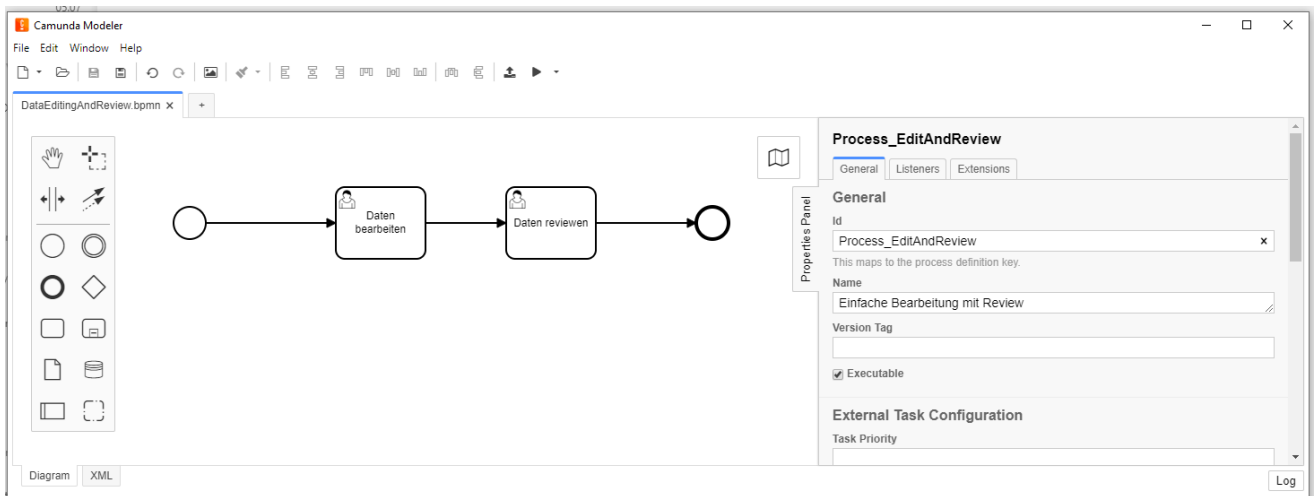 05.07
Camunda Modeler
File Edit Window Help
DataEditingAndReview.bpmn × +
Process_EditAndReview
General Listeners Extensions
General
Id
Process_EditAndReview
This maps to the process definition key.
Name
Einfache Bearbeitung mit Review
Version Tag
Executable
External Task Configuration
Task Priority
Properties Panel
Daten
bearbeiten
Daten reviewen
Diagram XML
Log